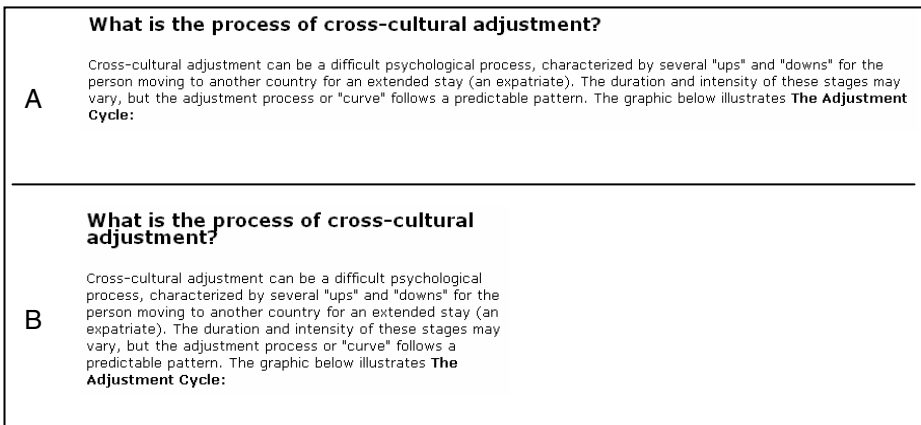 What is the process of cross-cultural adjustment?
Cross-cultural adjustment can be a difficult psychological process, characterized by several "ups" and "downs" for the
person moving to another country for an extended stay (an expatriate). The duration and intensity of these stages may
A
vary, but the adjustment process or "curve" follows a predictable pattern. The graphic below illustrates The Adjustment
Cycle:
What is the process of cross-cultural
adjustment?
Cross-cultural adjustment can be a difficult psychological
process, characterized by several "ups" and "downs" for the
person moving to another country for an extended stay (an
B
expatriate). The duration and intensity of these stages may
vary, but the adjustment process or "curve" follows a
predictable pattern. The graphic below illustrates The
Adjustment Cycle: